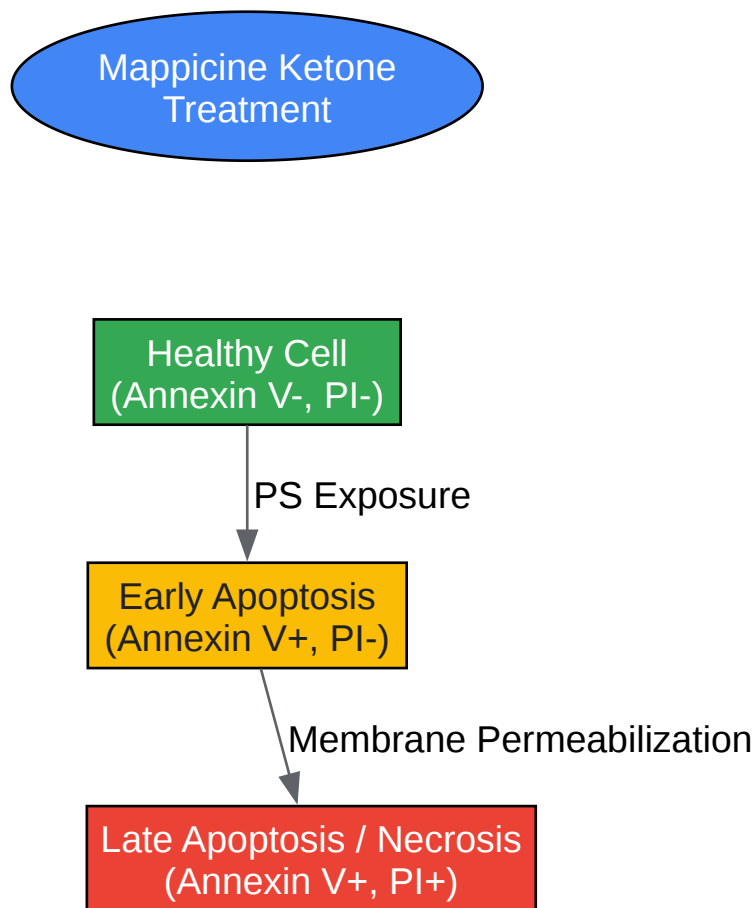 Mappicine Ketone
Treatment
Healthy Cell
(Annexin V-, PI-)
PS Exposure
Early Apoptosis
(Annexin V+, PI-)
Membrane Permeabilization
Late Apoptosis / Necrosis
(Annexin V+, PI+)